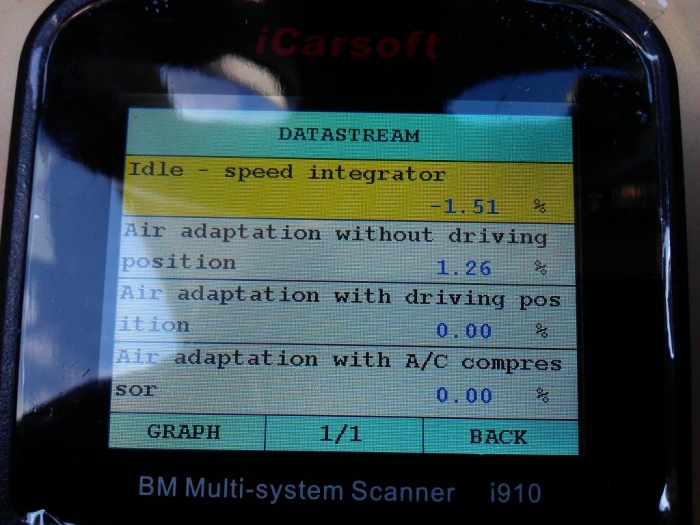 iCarsoft
DATASTREAM
Idle - speed integrator
-1.51 %
Air adaptation without driving
position 1.26 %
Air adaptation with driving pos
ition 0.00 %
Air adaptation with A/C compres
sor 0.00 %
GRAPH 1/1 BACK
BM Multi-system Scanner i910